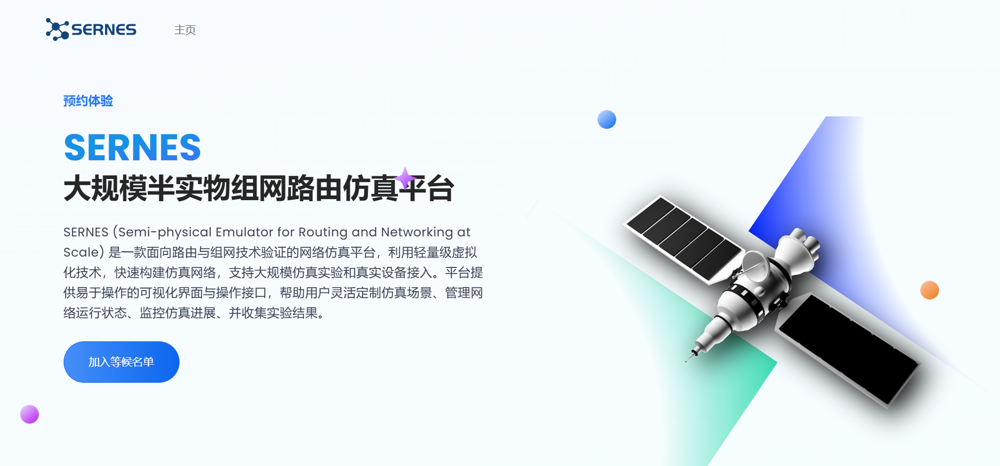 SERNES
主页
预约体验
SERNES
大规模半实物组网路由仿真平台
SERNES (Semi-physical Emulator for Routing and Networking at
Scale) 是一款面向路由与组网技术验证的网络仿真平台，利用轻量级虚拟
化技术，快速构建仿真网络，支持大规模仿真实验和真实设备接入。平台提
供易于操作的可视化界面与操作接口，帮助用户灵活定制仿真场景、管理网
络运行状态、监控仿真进展、并收集实验结果。
加入等候名单